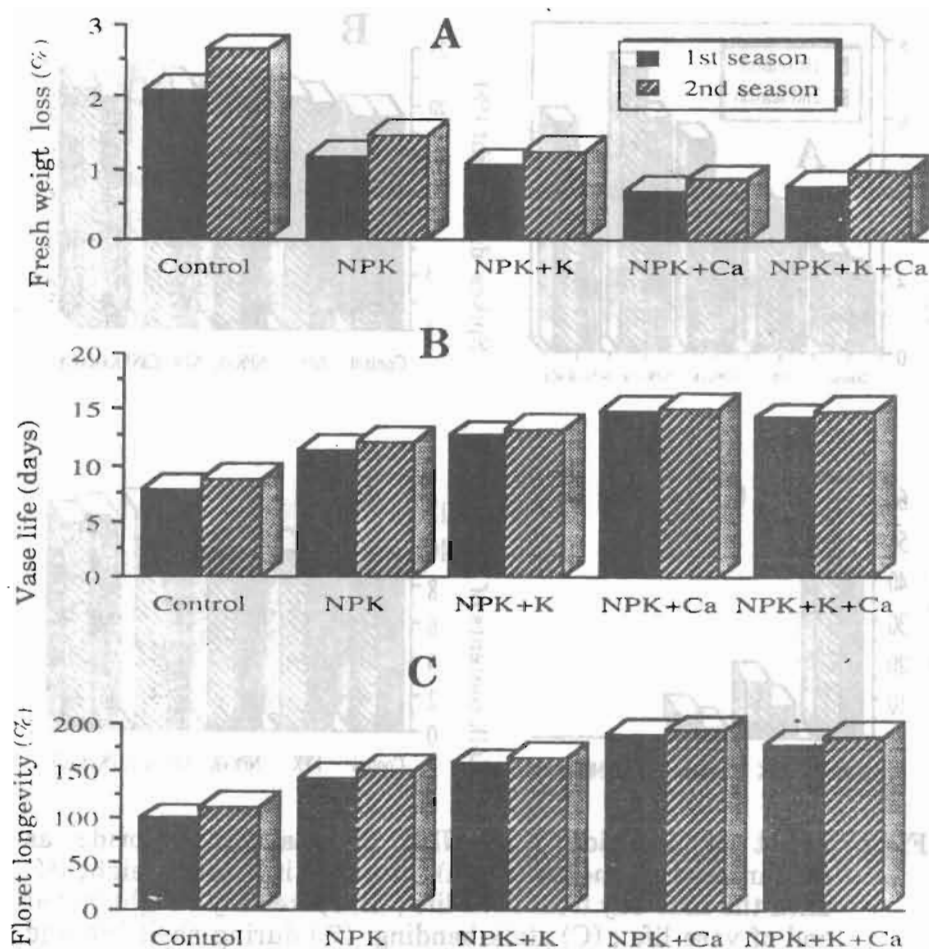 A
Fresh weigt loss (%)
3
2
1
0
1st season
2nd season
Control NPK NPK+K NPK+Ca NPK+K+Ca
B
Vase life (days)
20
15
10
5
0
Control NPK NPK+K NPK+Ca NPK+K+Ca
C
Floret longevity (%)
200
150
100
50
0
Control NPK NPK+K NPK+Ca NPK+K+Ca